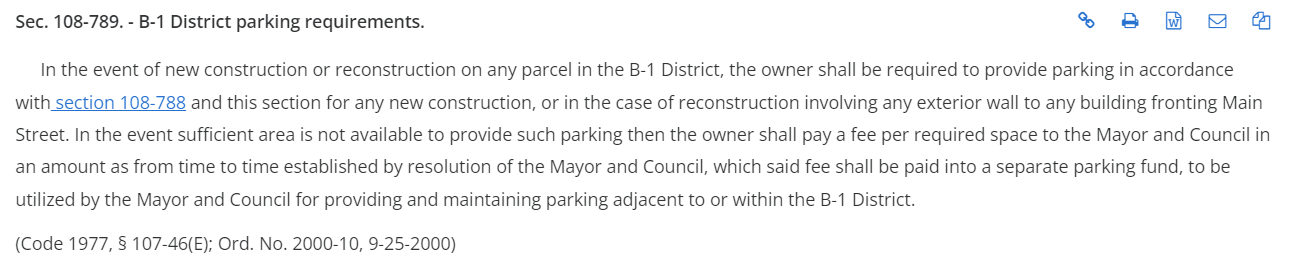 Sec. 108-789. - B-1 District parking requirements.
In the event of new construction or reconstruction on any parcel in the B-1 District, the owner shall be required to provide parking in accordance
with section 108-788 and this section for any new construction, or in the case of reconstruction involving any exterior wall to any building fronting Main
Street. In the event sufficient area is not available to provide such parking then the owner shall pay a fee per required space to the Mayor and Council in
an amount as from time to time established by resolution of the Mayor and Council, which said fee shall be paid into a separate parking fund, to be
utilized by the Mayor and Council for providing and maintaining parking adjacent to or within the B-1 District.
(Code 1977, § 107-46(E); Ord. No. 2000-10, 9-25-2000)